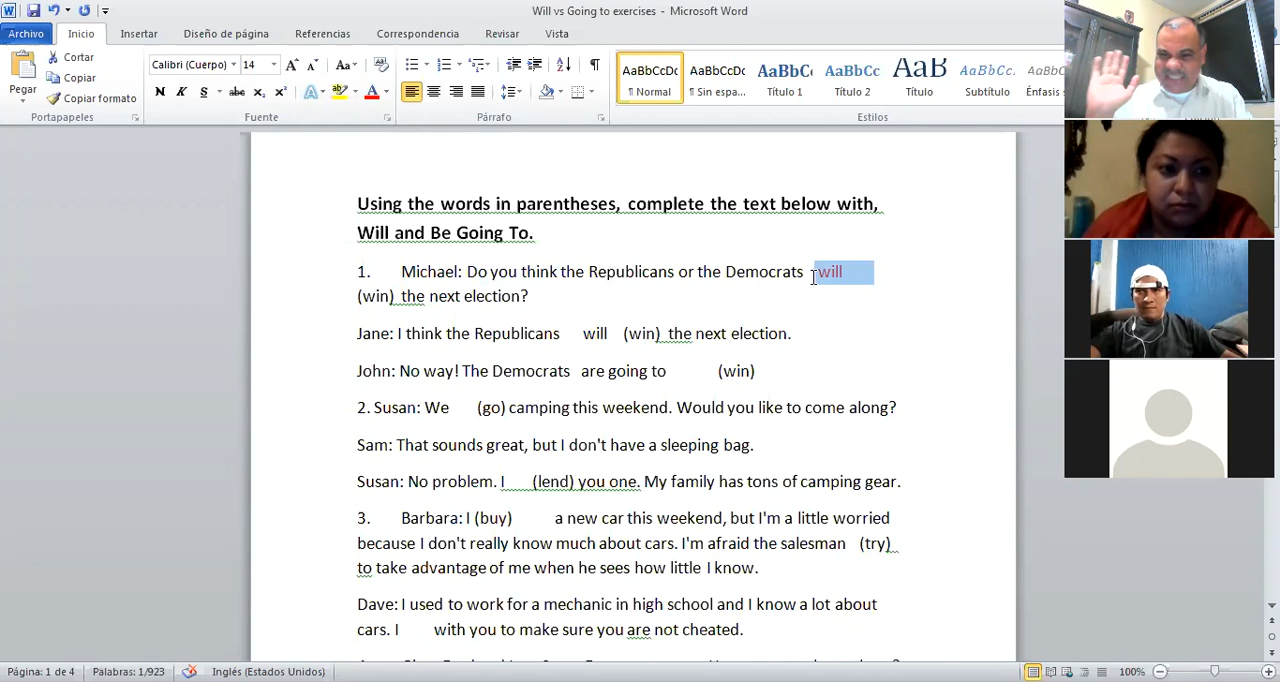 Will vs Going to exercises - Microsoft Word
Archivo Inicio Insertar Diseño de página Referencias Correspondencia Revisar Vista
Pegar
Cortar
Copiar
Copiar formato
Calibri (Cuerpo) 14
AaBbCcDc AaBbCcDc AaBbC AaBbCc AaB AaBbCc. AaBbC
¶ Normal ¶ Sin espa... Título 1 Título 2 Título Subtítulo Énfasis
Portapapeles Fuente Párrafo Estilos
Using the words in parentheses, complete the text below with,
Will and Be Going To.
1. Michael: Do you think the Republicans or the Democrats will
(win) the next election?
Jane: I think the Republicans will (win) the next election.
John: No way! The Democrats are going to (win)
2. Susan: We (go) camping this weekend. Would you like to come along?
Sam: That sounds great, but I don't have a sleeping bag.
Susan: No problem. I (lend) you one. My family has tons of camping gear.
3. Barbara: I (buy) a new car this weekend, but I'm a little worried
because I don't really know much about cars. I'm afraid the salesman (try)
to take advantage of me when he sees how little I know.
Dave: I used to work for a mechanic in high school and I know a lot about
cars. I with you to make sure you are not cheated.
Página: 1 de 4 Palabras: 1/923 Inglés (Estados Unidos) 100%